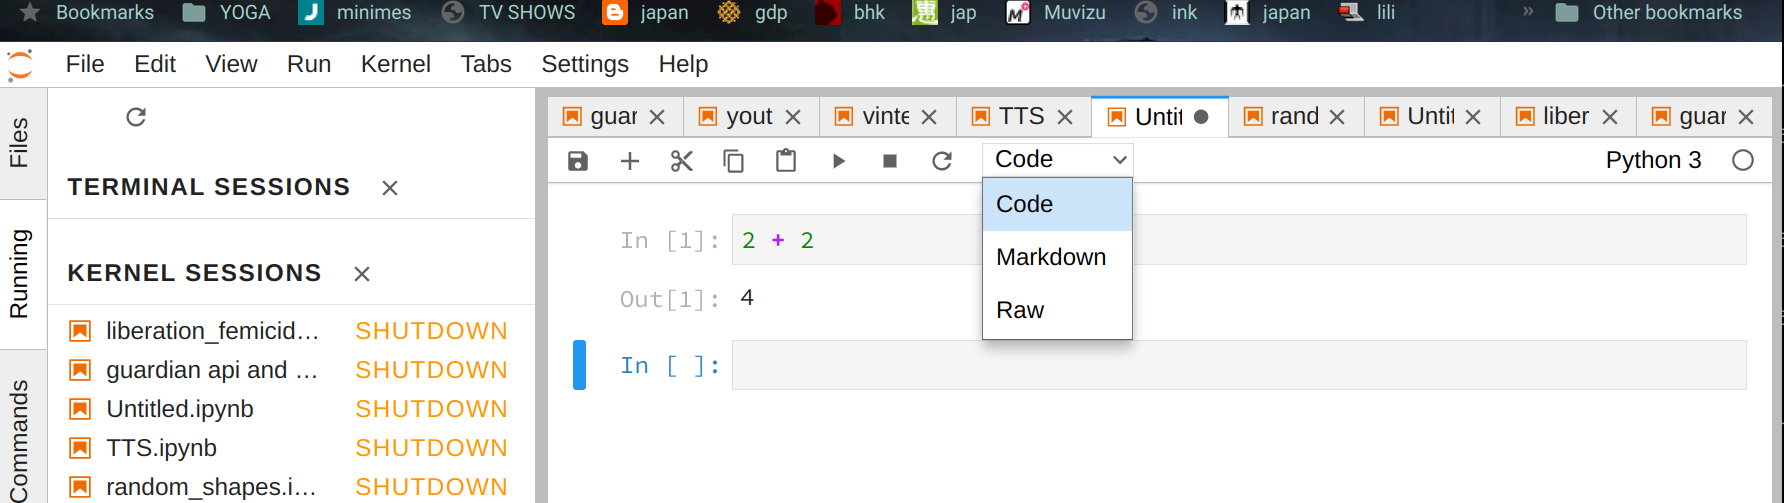 Bookmarks YOGA minimes TV SHOWS japan gdp bhk 惠 jap M Muvizu ink japan lili » Other bookmarks
File Edit View Run Kernel Tabs Settings Help
guar yout vinte TTS Untit rand Untit liber guar
Code Python 3
Files
Running
Commands
TERMINAL SESSIONS
KERNEL SESSIONS
liberation_femicid… SHUTDOWN
guardian api and … SHUTDOWN
Untitled.ipynb SHUTDOWN
TTS.ipynb SHUTDOWN
random_shapes.i… SHUTDOWN
Code
Markdown
Raw
In [1]: 2 + 2
Out[1]: 4
In [ ]: